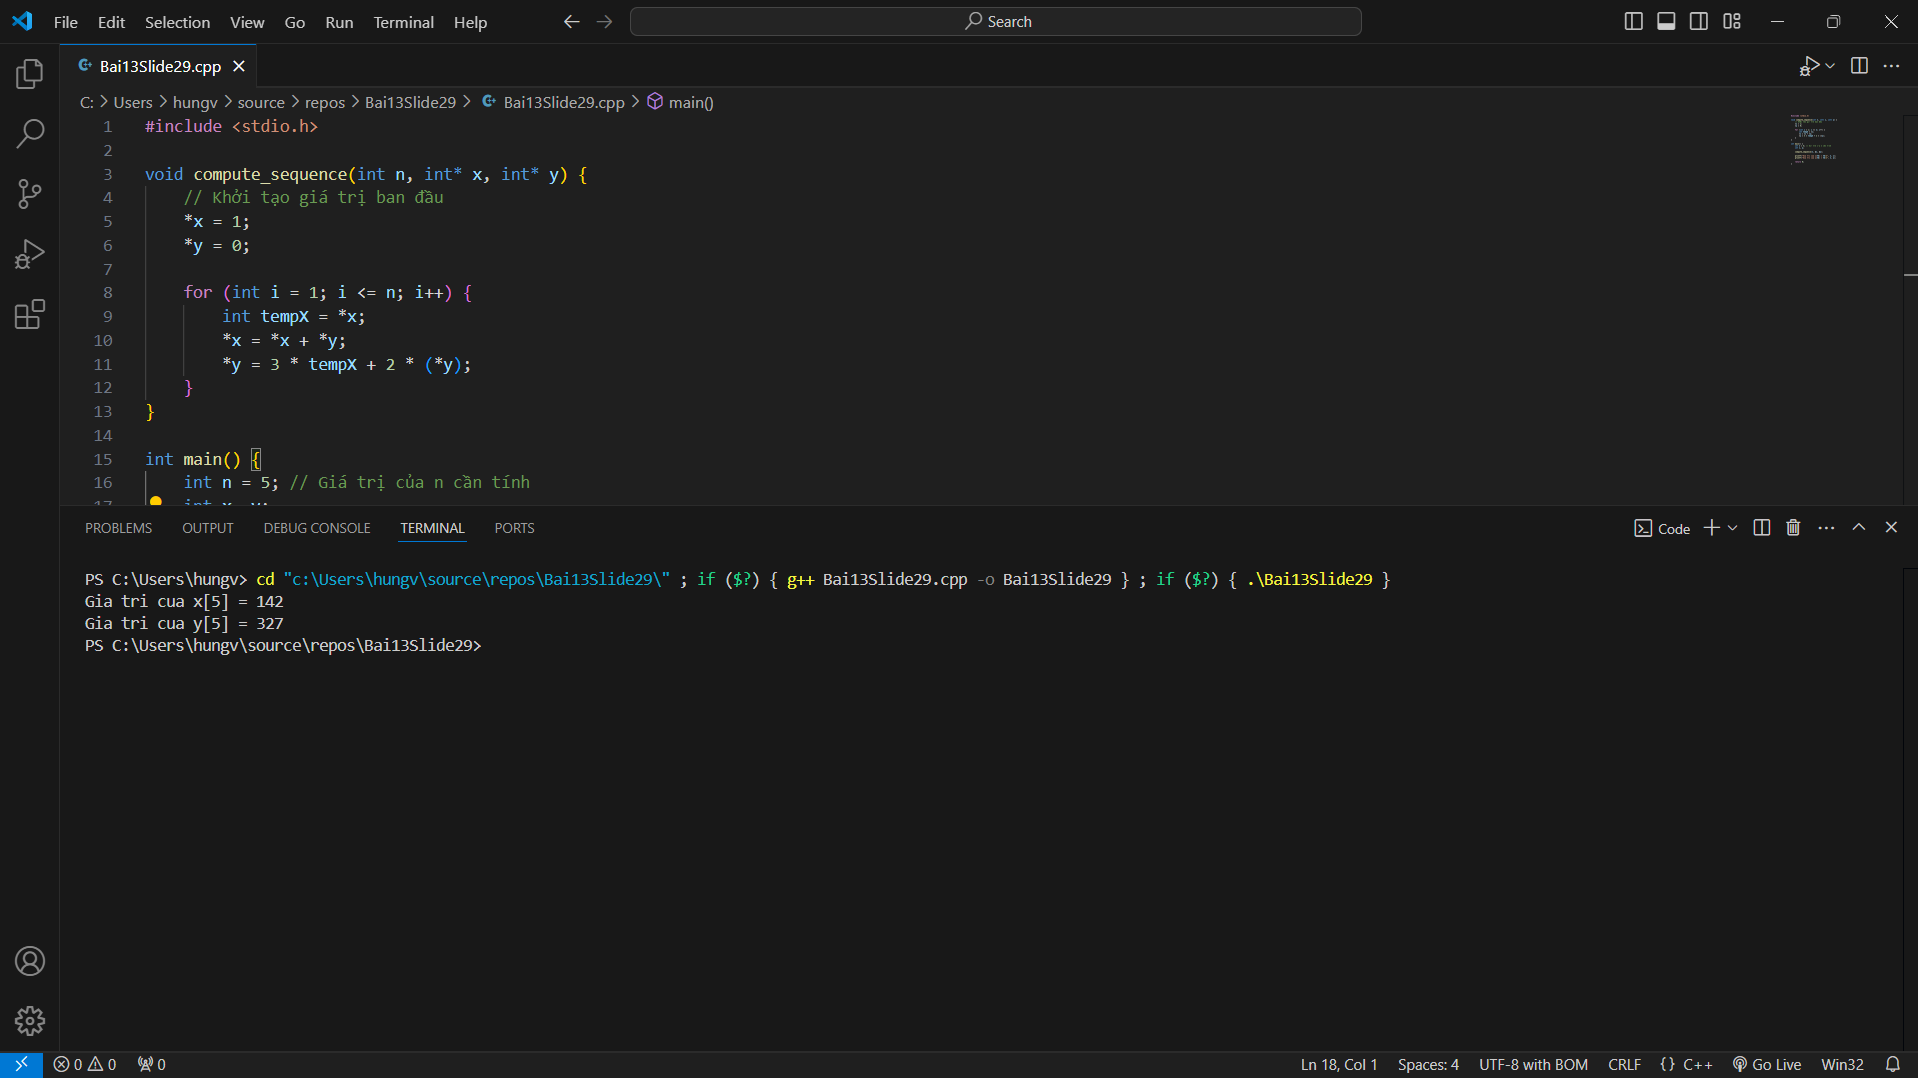 File Edit Selection View Go Run Terminal Help Search
Bai13Slide29.cpp
C: Users hungv source repos Bai13Slide29 Bai13Slide29.cpp main()
1 #include <stdio.h>
2
3 void compute_sequence(int n, int* x, int* y) {
4 // Khởi tạo giá trị ban đầu
5 *x = 1;
6 *y = 0;
7
8 for (int i = 1; i <= n; i++) {
9 int tempX = *x;
10 *x = *x + *y;
11 *y = 3 * tempX + 2 * (*y);
12 }
13 }
14
15 int main() {
16 int n = 5; // Giá trị của n cần tính
PROBLEMS OUTPUT DEBUG CONSOLE TERMINAL PORTS Code
PS C:\Users\hungv> cd "c:\Users\hungv\source\repos\Bai13Slide29\" ; if ($?) { g++ Bai13Slide29.cpp -o Bai13Slide29 } ; if ($?) { .\Bai13Slide29 }
Gia tri cua x[5] = 142
Gia tri cua y[5] = 327
PS C:\Users\hungv\source\repos\Bai13Slide29>
0 0 0 Ln 18, Col 1 Spaces: 4 UTF-8 with BOM CRLF {} C++ Go Live Win32